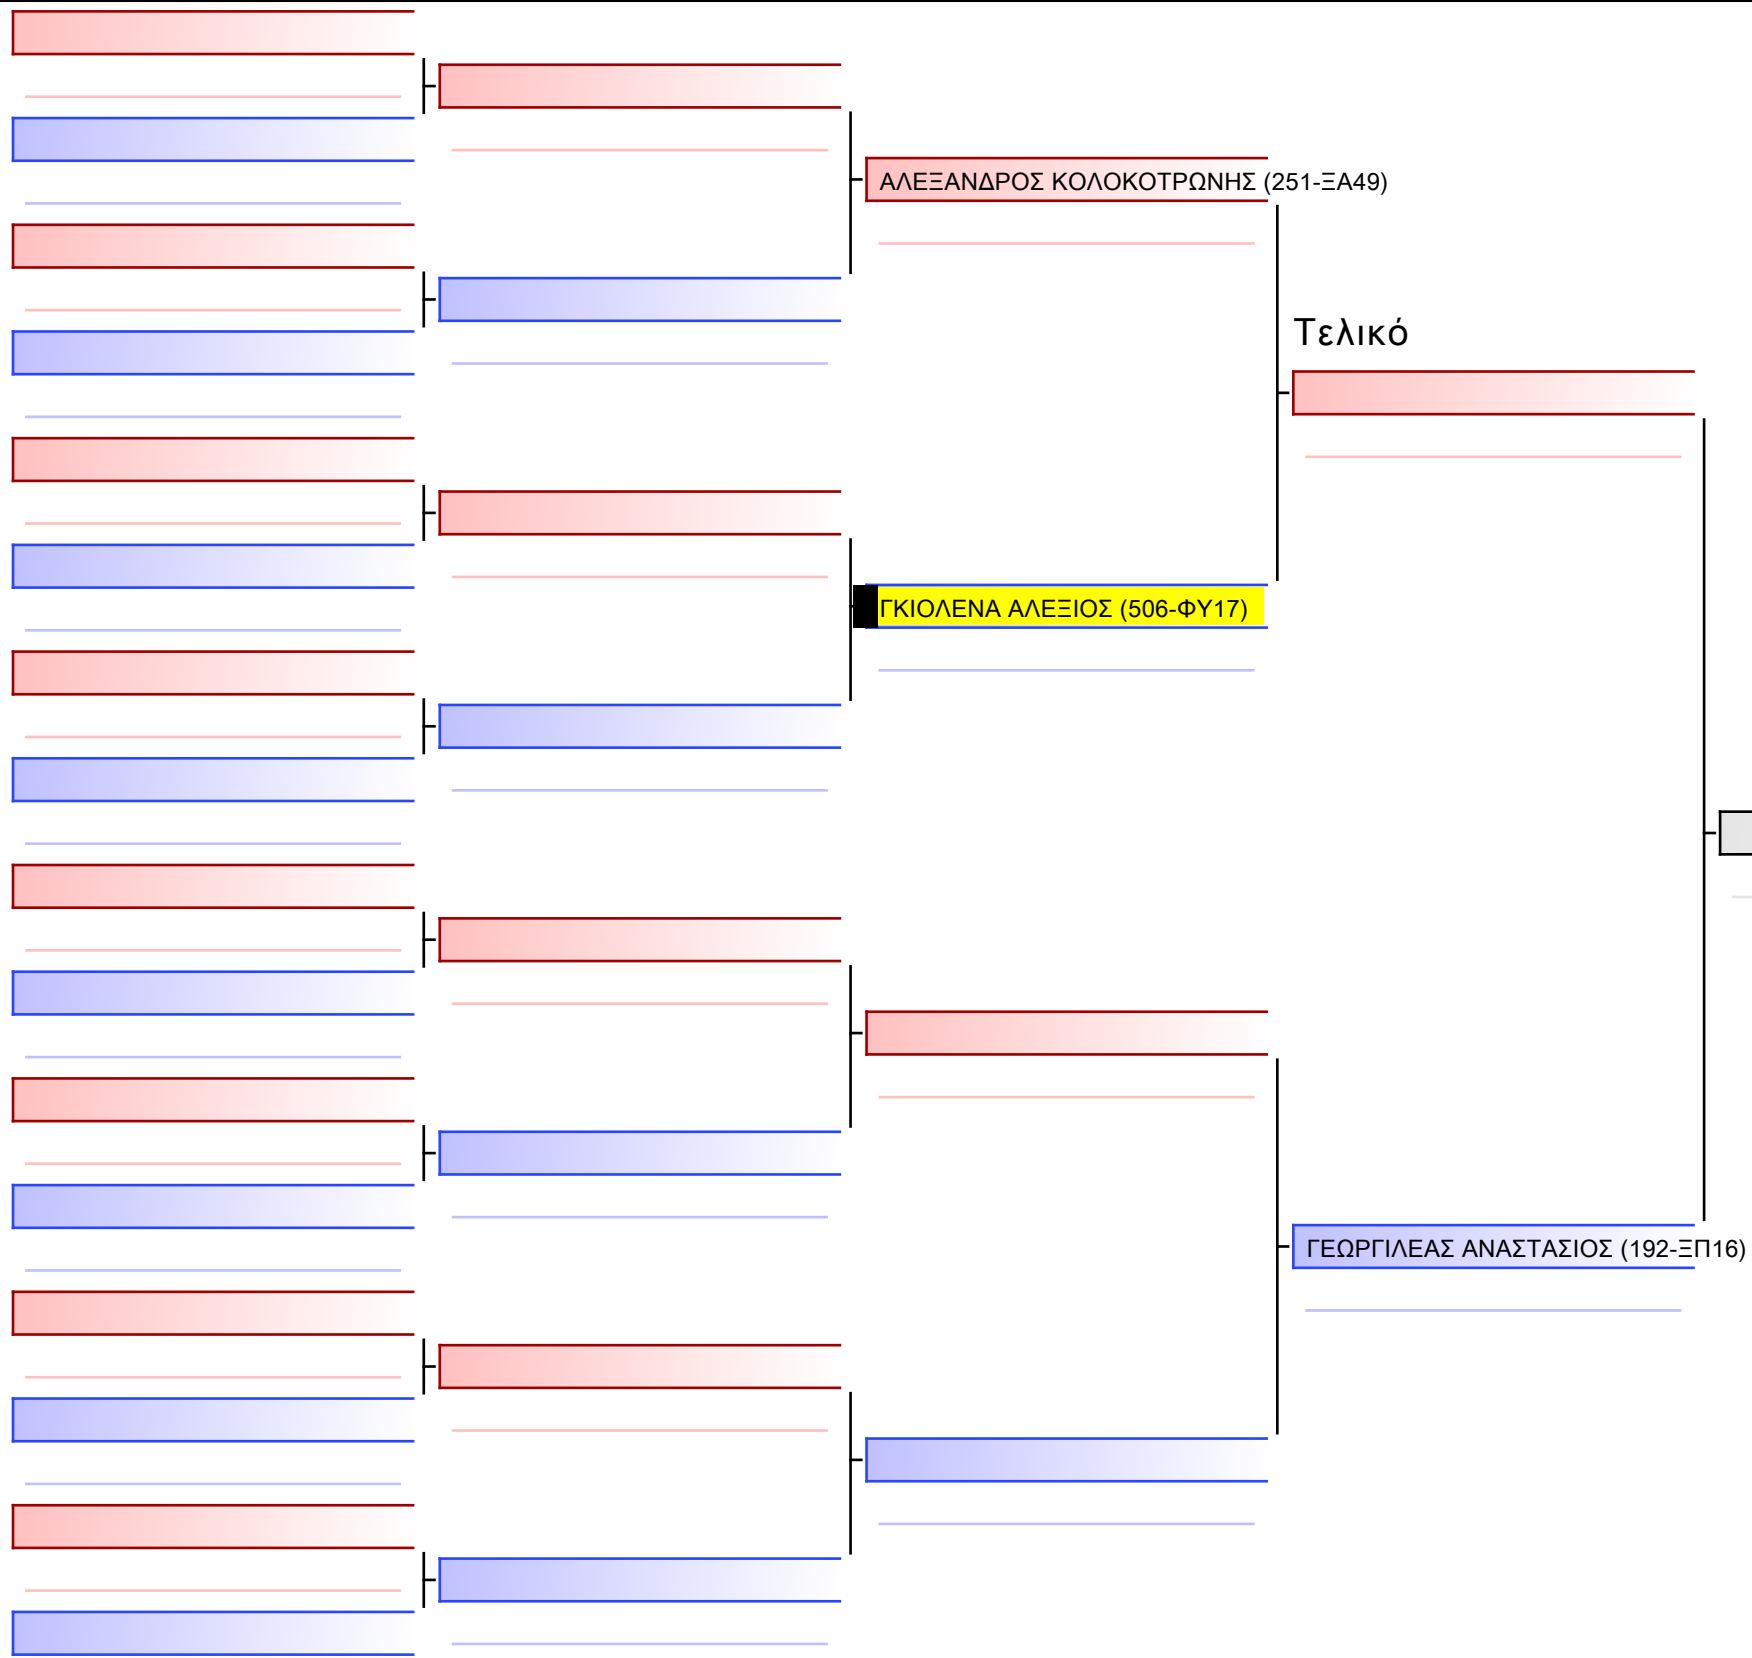 ΑΛΕΞΑΝΔΡΟΣ ΚΟΛΟΚΟΤΡΩΝΗΣ (251-ΞΑ49)
Τελικό
ΓΚΙΟΛΕΝΑ ΑΛΕΞΙΟΣ (506-ΦΥ17)
ΓΕΩΡΓΙΛΕΑΣ ΑΝΑΣΤΑΣΙΟΣ (192-ΞΠ16)